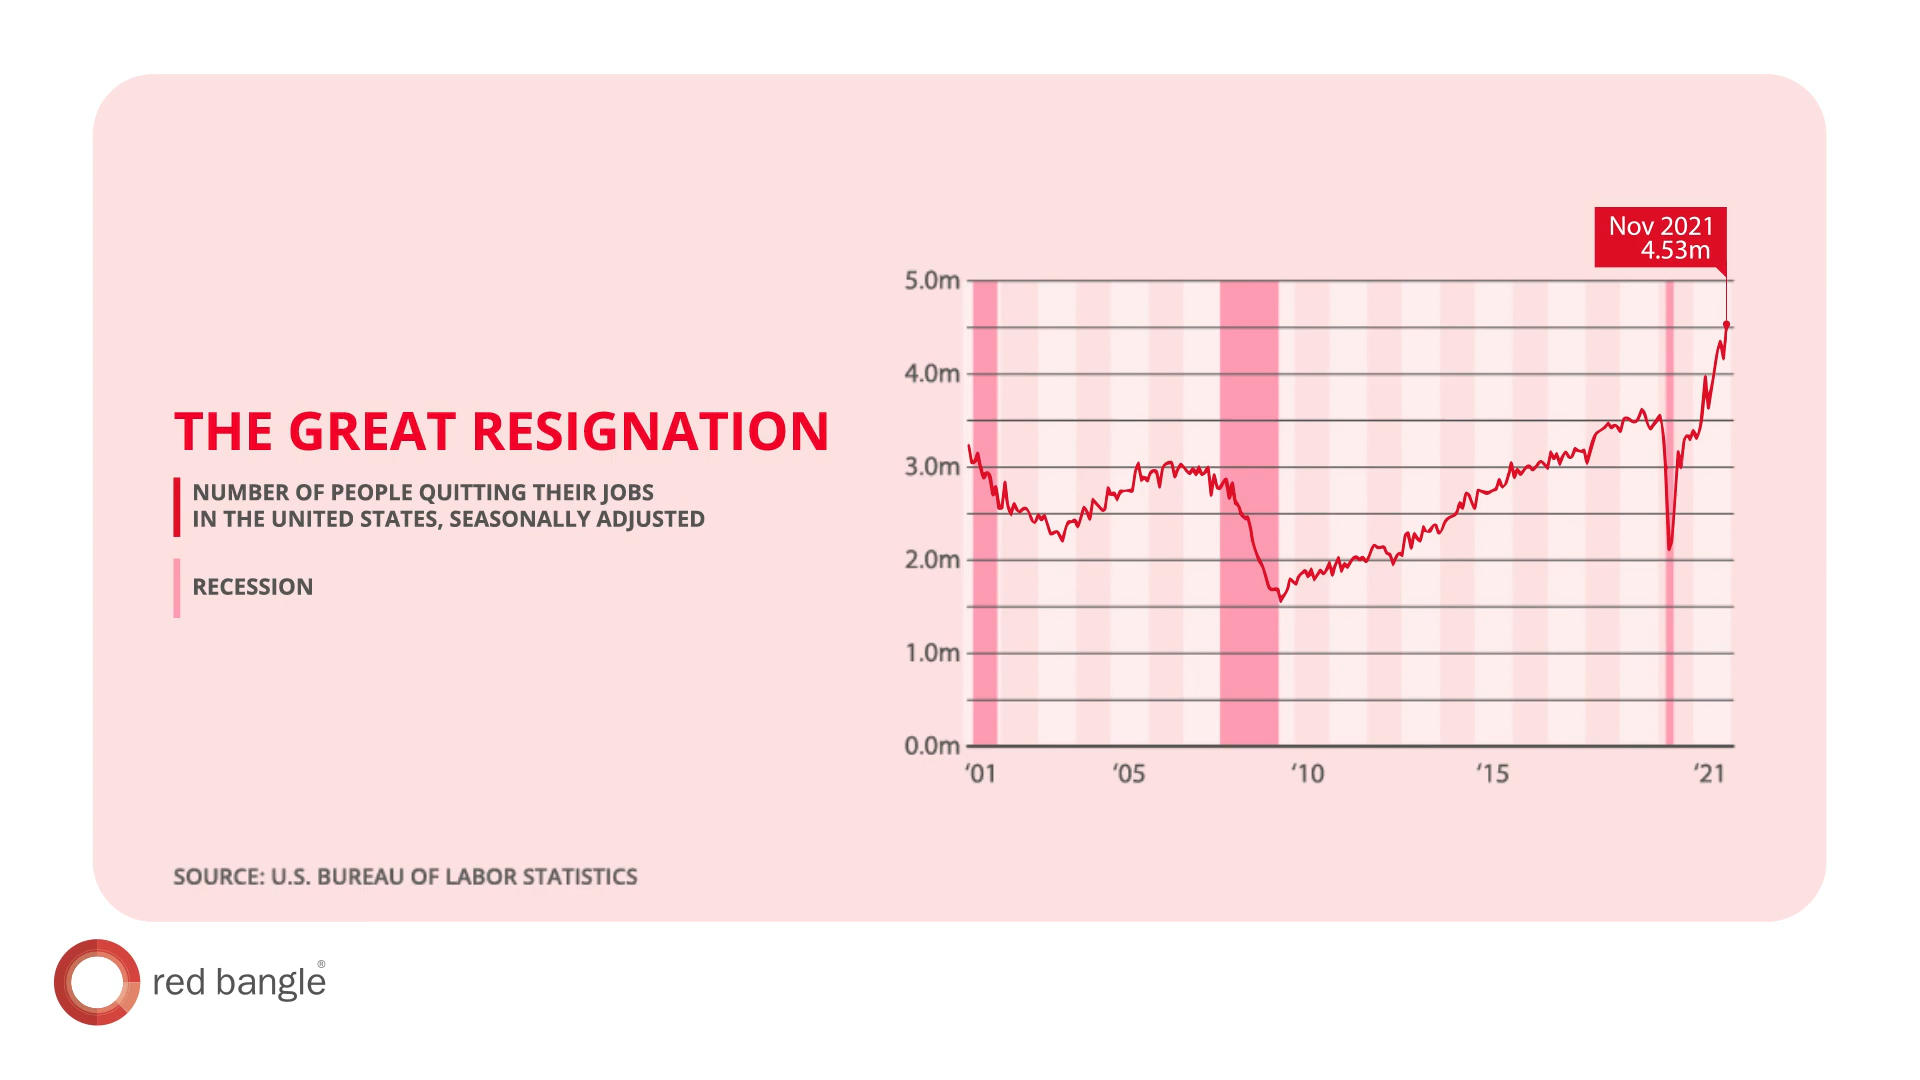 THE GREAT RESIGNATION
NUMBER OF PEOPLE QUITTING THEIR JOBS
IN THE UNITED STATES, SEASONALLY ADJUSTED
RECESSION
Nov 2021
4.53m
5.0m
4.0m
3.0m
2.0m
1.0m
0.0m
‘01 ‘05 ‘10 ‘15 ‘21
SOURCE: U.S. BUREAU OF LABOR STATISTICS
red bangle®